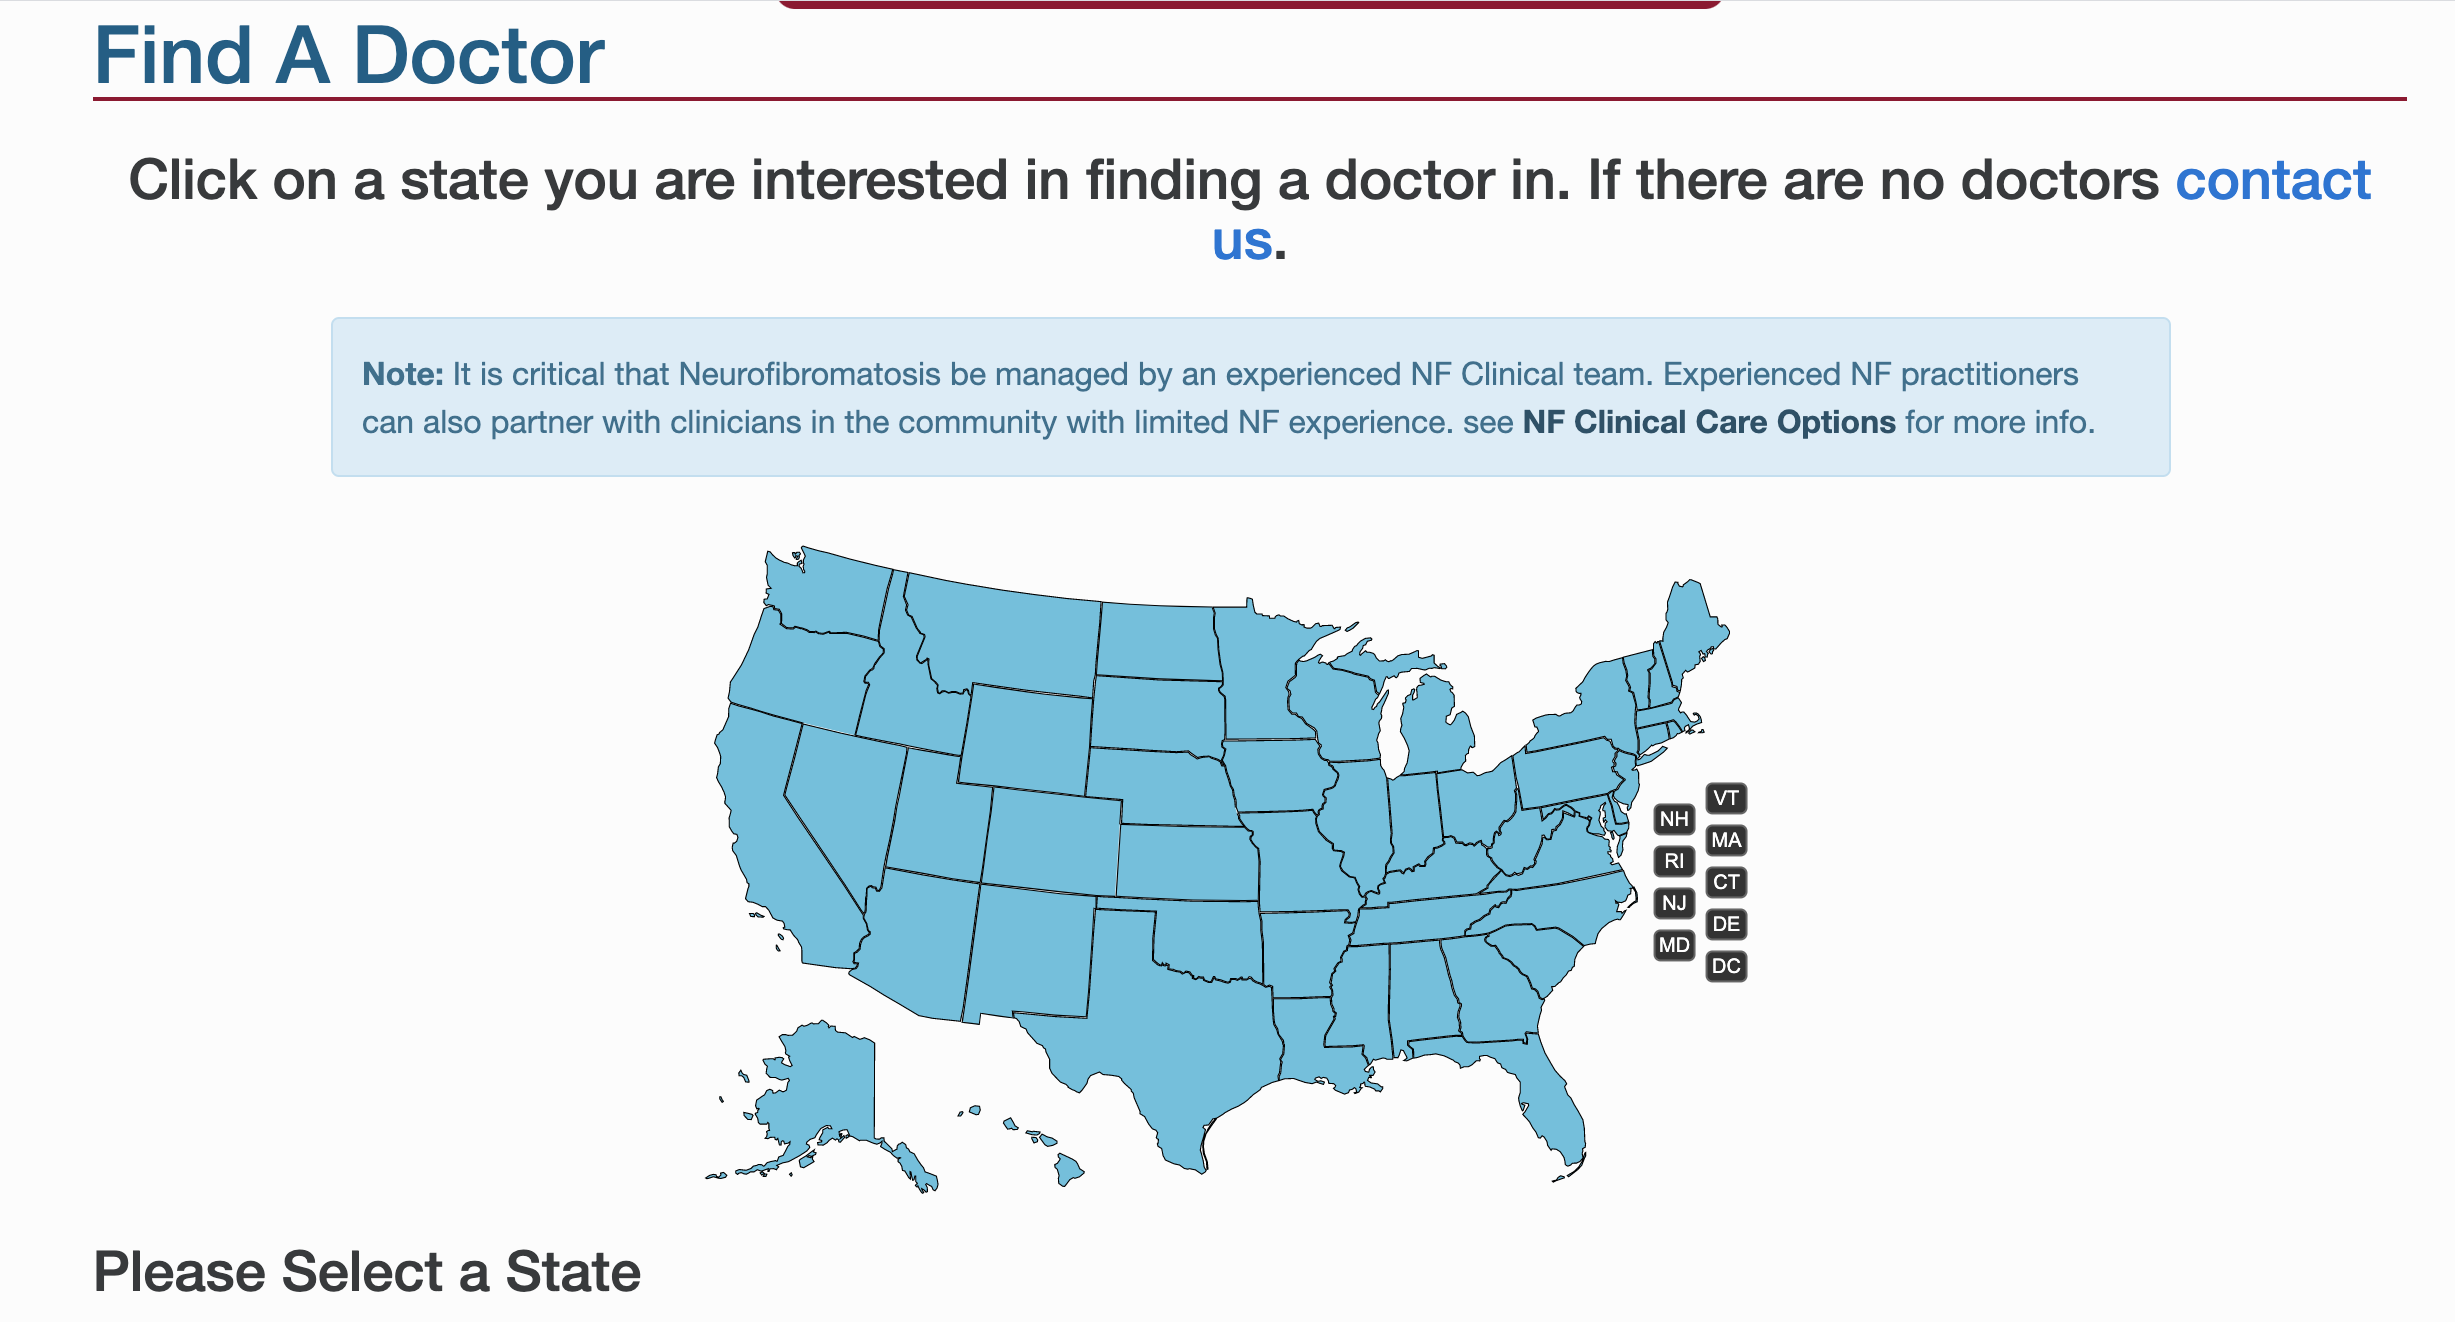 Find A Doctor
Click on a state you are interested in finding a doctor in. If there are no doctors contact
us.
Note: It is critical that Neurofibromatosis be managed by an experienced NF Clinical team. Experienced NF practitioners
can also partner with clinicians in the community with limited NF experience. see NF Clinical Care Options for more info.
VT
NH
MA
RI
CT
NJ
DE
MD
DC
Please Select a State